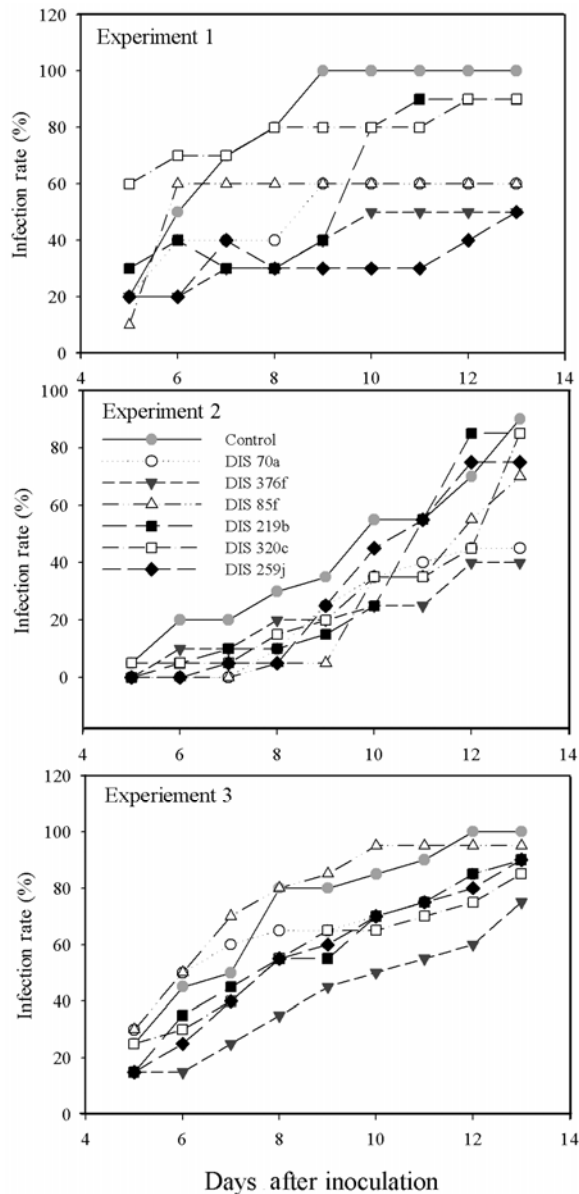 Experiment 1
120
100
80
60
40
20
0
Infection rate (%)
4 6 8 10 12 14
Experiment 2
Control
DIS 70a
DIS 376f
DIS 85f
DIS 219b
DIS 320c
DIS 259j
100
80
60
40
20
0
Infection rate (%)
4 6 8 10 12 14
Experiement 3
120
100
80
60
40
20
0
Infection rate (%)
4 6 8 10 12 14
Days after inoculation